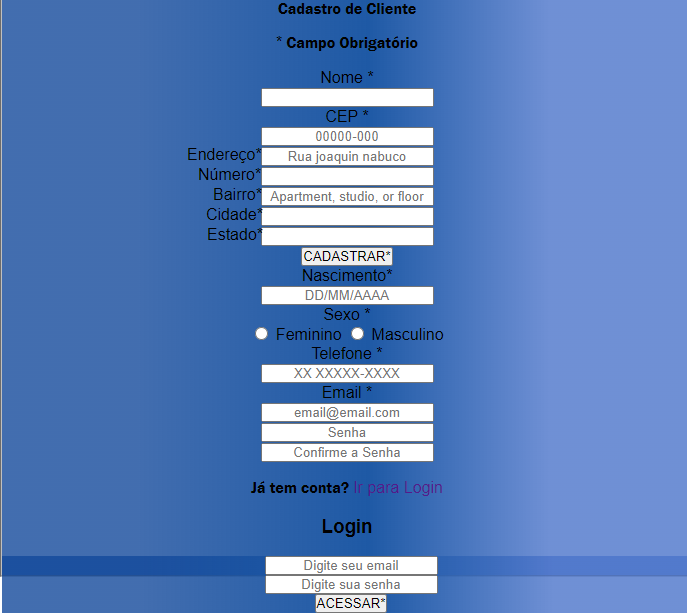 Cadastro de Cliente
* Campo Obrigatório
Nome *
CEP *
00000-000
Endereço* Rua joaquin nabuco
Número*
Bairro* Apartment, studio, or floor
Cidade*
Estado*
CADASTRAR*
Nascimento*
DD/MM/AAAA
Sexo *
Feminino Masculino
Telefone *
XX XXXXX-XXXX
Email *
email@email.com
Senha
Confirme a Senha
Já tem conta? Ir para Login
Login
Digite seu email
Digite sua senha
ACESSAR*